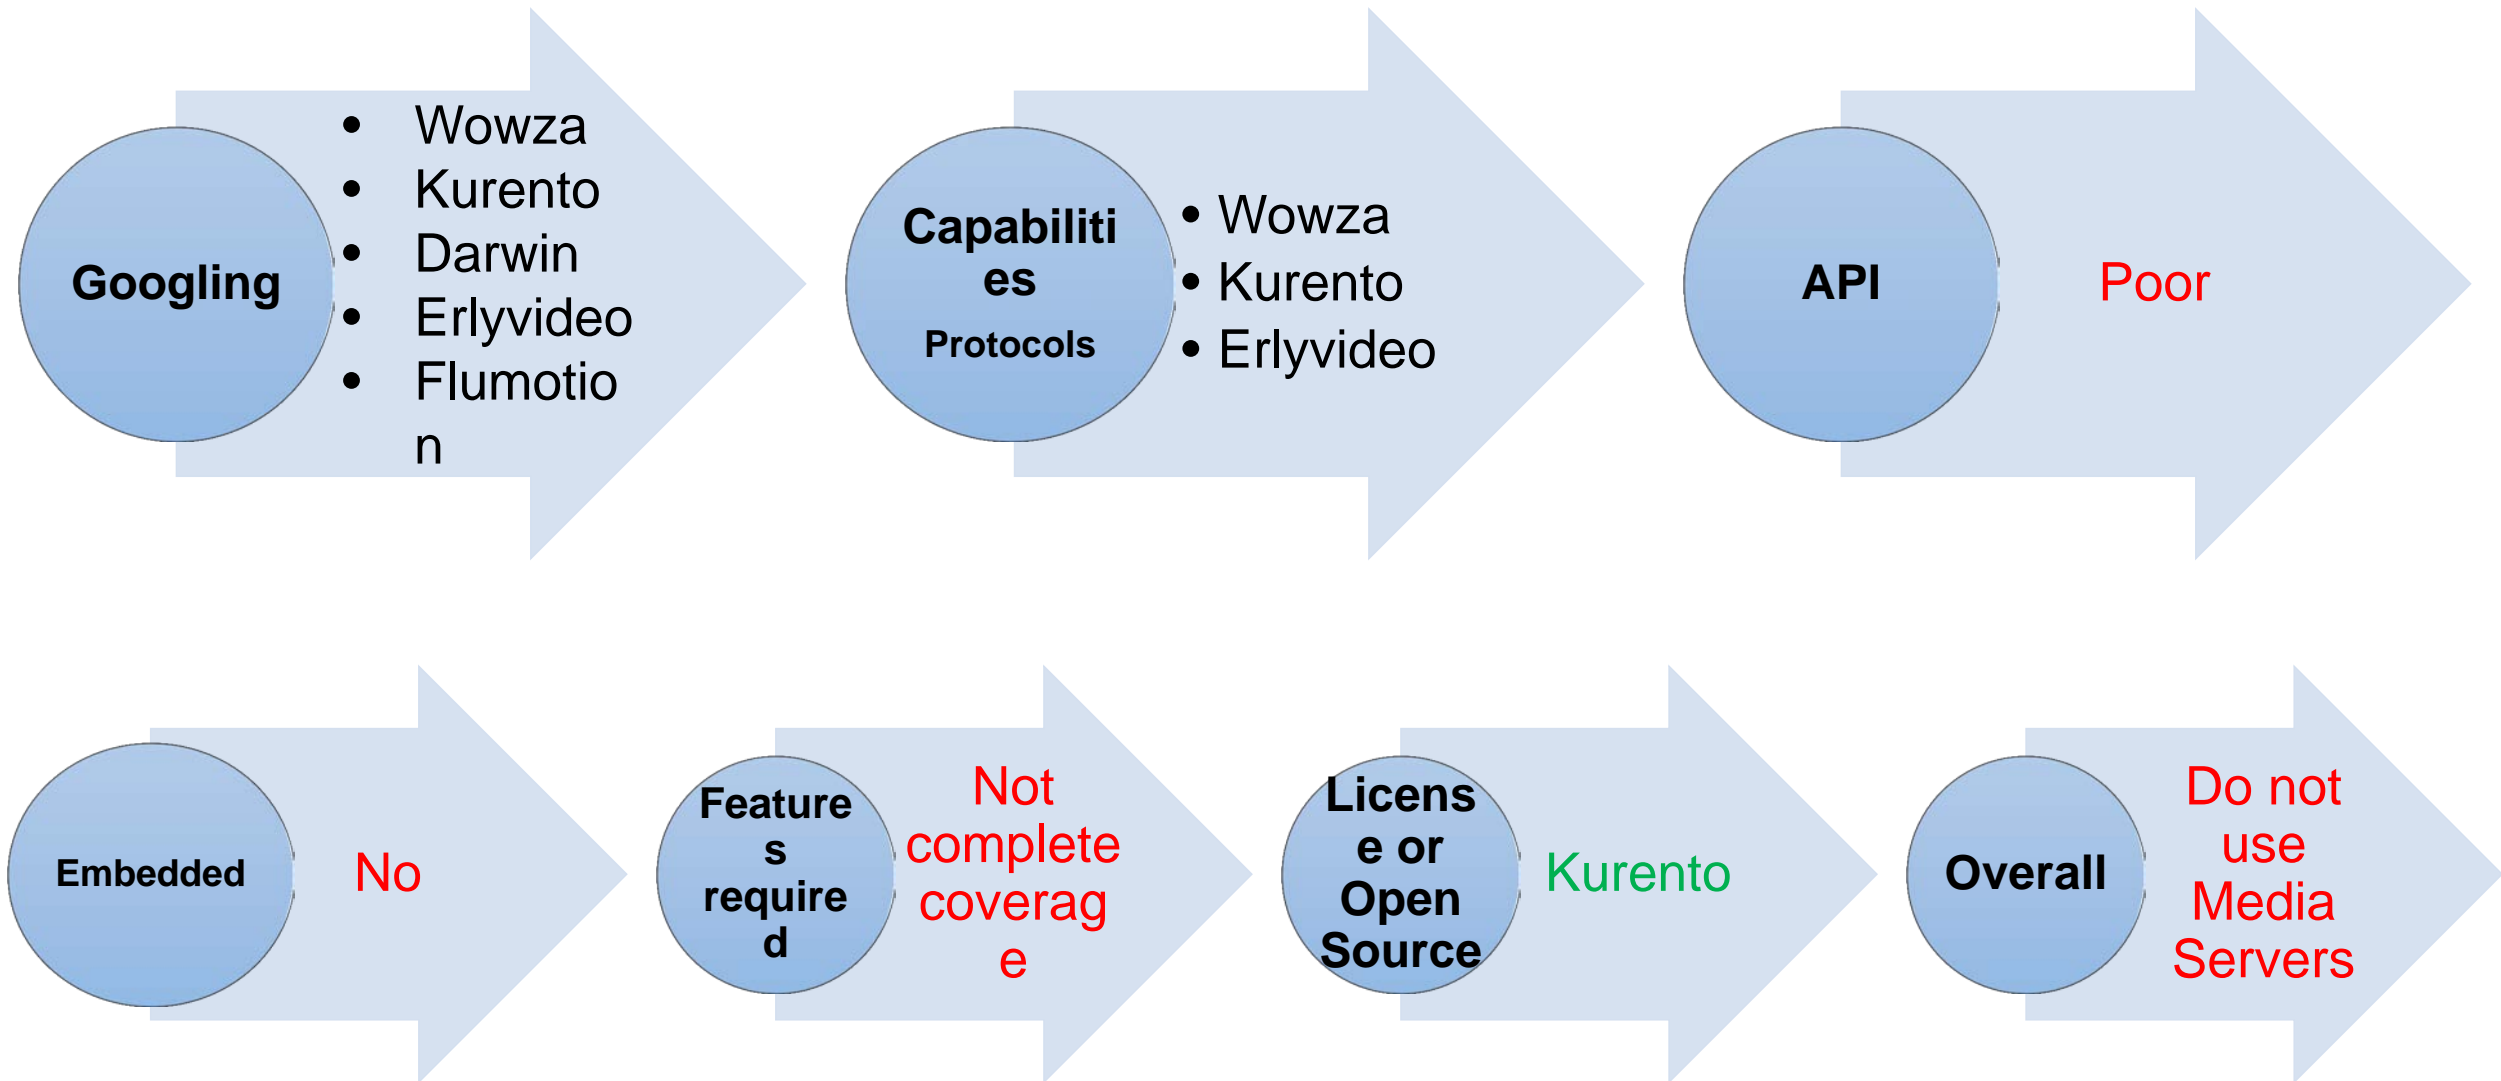 Googling
• Wowza
• Kurento
• Darwin
• Erlyvideo
• Flumotio
n
Capabiliti
es
Protocols
• Wowza
• Kurento
• Erlyvideo
API
Poor
Embedded
No
Feature
s
require
d
Not
complete
coverag
e
Licens
e or
Open
Source
Kurento
Overall
Do not
use
Media
Servers